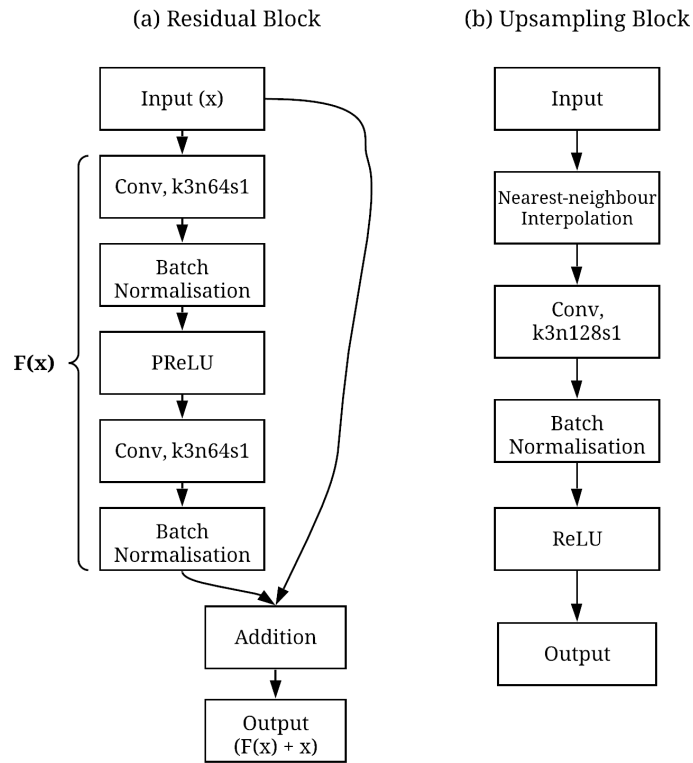 (a) Residual Block
Input (x)
Conv, k3n64s1
Batch
Normalisation
F(x)
PReLU
Conv, k3n64s1
Batch
Normalisation
Addition
Output
(F(x) + x)
(b) Upsampling Block
Input
Nearest-neighbour
Interpolation
Conv,
k3n128s1
Batch
Normalisation
ReLU
Output